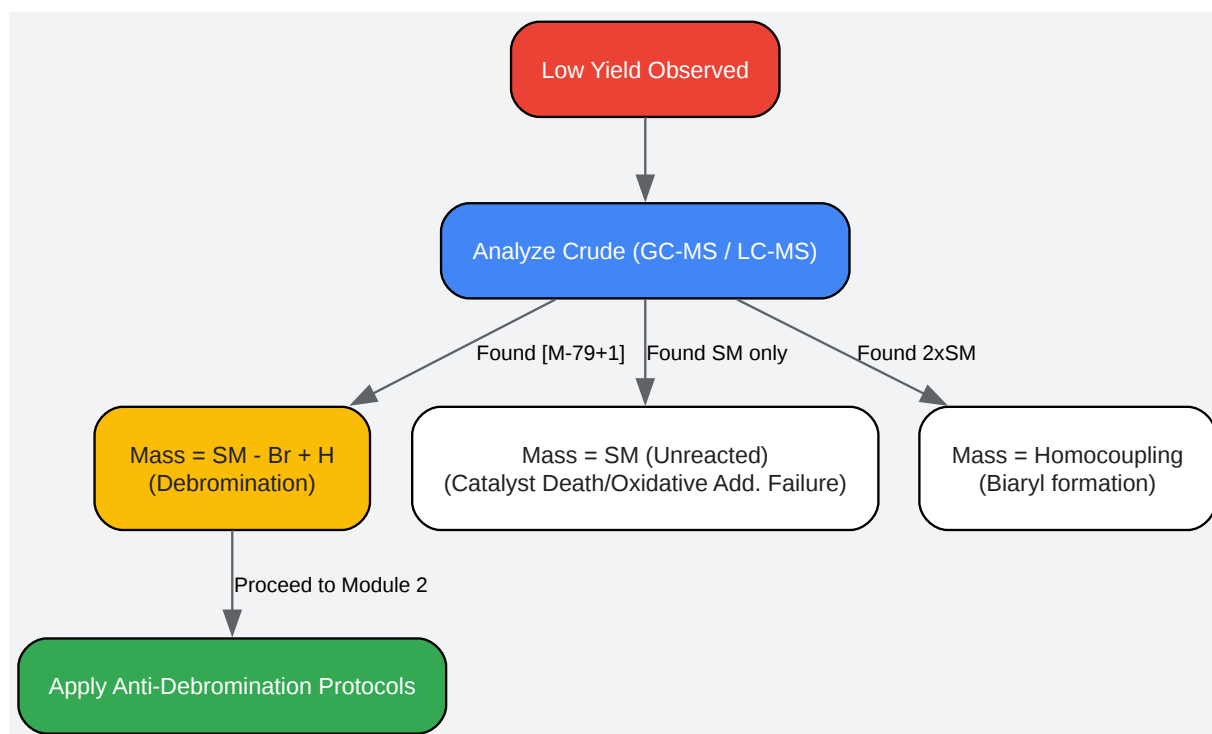 Low Yield Observed
Analyze Crude (GC-MS / LC-MS)
Found [M-79+1]
Found SM only
Found 2xSM
Mass = SM - Br + H
(Debromination)
Mass = SM (Unreacted)
(Catalyst Death/Oxidative Add. Failure)
Mass = Homocoupling
(Biaryl formation)
Proceed to Module 2
Apply Anti-Debromination Protocols